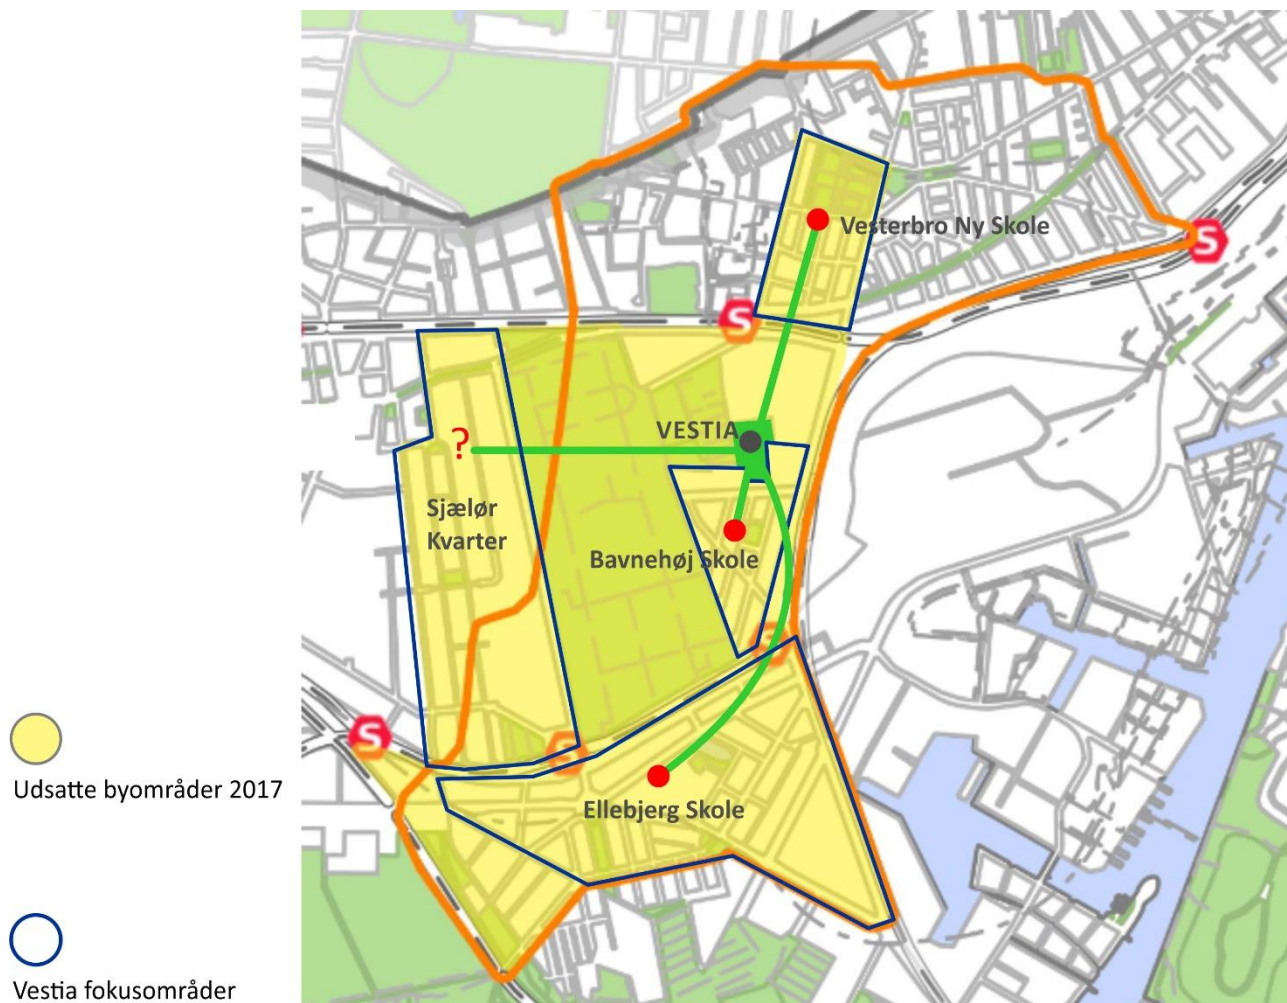 S
Vesterbro Ny Skole
S
VESTIA
?
Sjælør
Kvarter
Bavnehøj Skole
S
Ellebjerg Skole
Udsatte byområder 2017
Vestia fokusområder